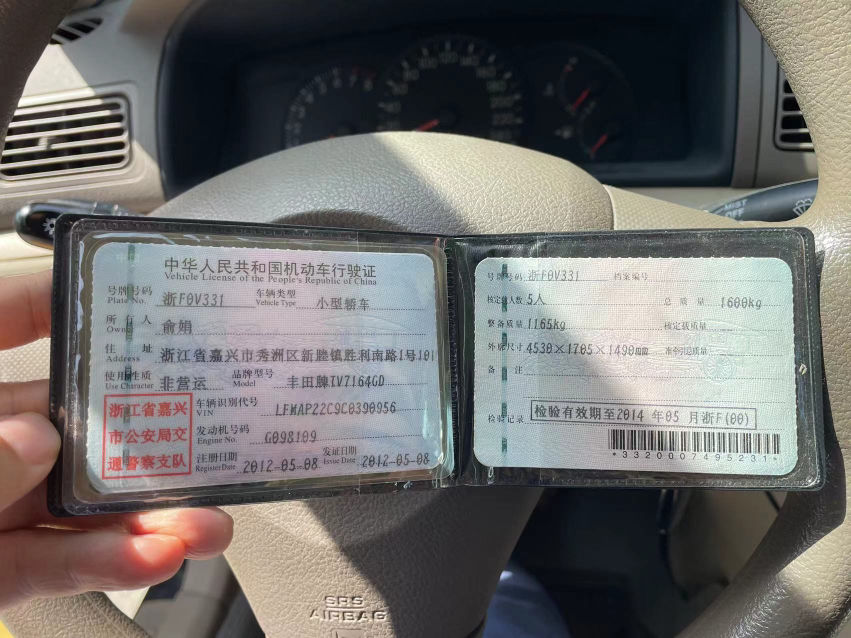 中华人民共和国机动车行驶证
Vehicle License of the People's Republic of China
号牌号码 Plate No. 浙F0V331 车辆类型 Vehicle Type 小型轿车
所有人 Owner 俞娟
住址 Address 浙江省嘉兴市秀洲区新塍镇胜利南路1号101
使用性质 Use Character 非营运 品牌型号 Model 丰田牌TV7164GD
浙江省嘉兴
市公安局交
通警察支队
车辆识别代号 VIN LFMAP22C9C0390956
发动机号码 Engine No. G098109
注册日期 Register Date 2012-05-08 发证日期 Issue Date 2012-05-08
号牌号码 浙F0V331 档案编号
核定载人数 5人 总质量 1600kg
整备质量 1165kg 核定载质量
外廓尺寸 4530×1705×1490mm 准牵引总质量
备注
检验记录 检验有效期至2014年05月浙F(00)
*3320007495231*
MIST
OFF
SRS
AIRBAG